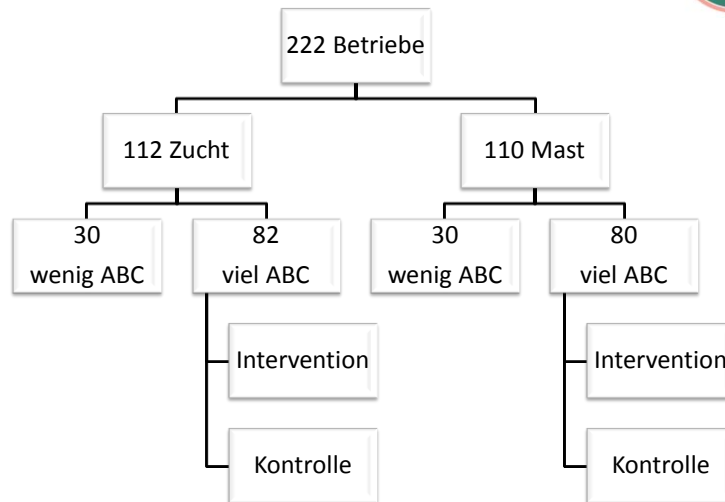 222 Betriebe
112 Zucht
110 Mast
30
wenig ABC
82
viel ABC
30
wenig ABC
80
viel ABC
Intervention
Intervention
Kontrolle
Kontrolle